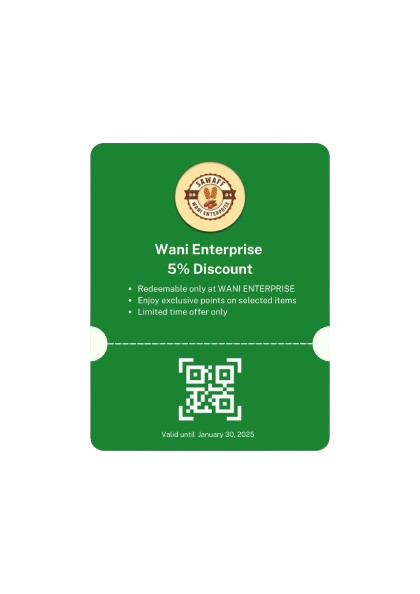 SAWAFF
WANI ENTERPRISE
Wani Enterprise
5% Discount
• Redeemable only at WANI ENTERPRISE
• Enjoy exclusive points on selected items
• Limited time offer only
Valid until January 30, 2025